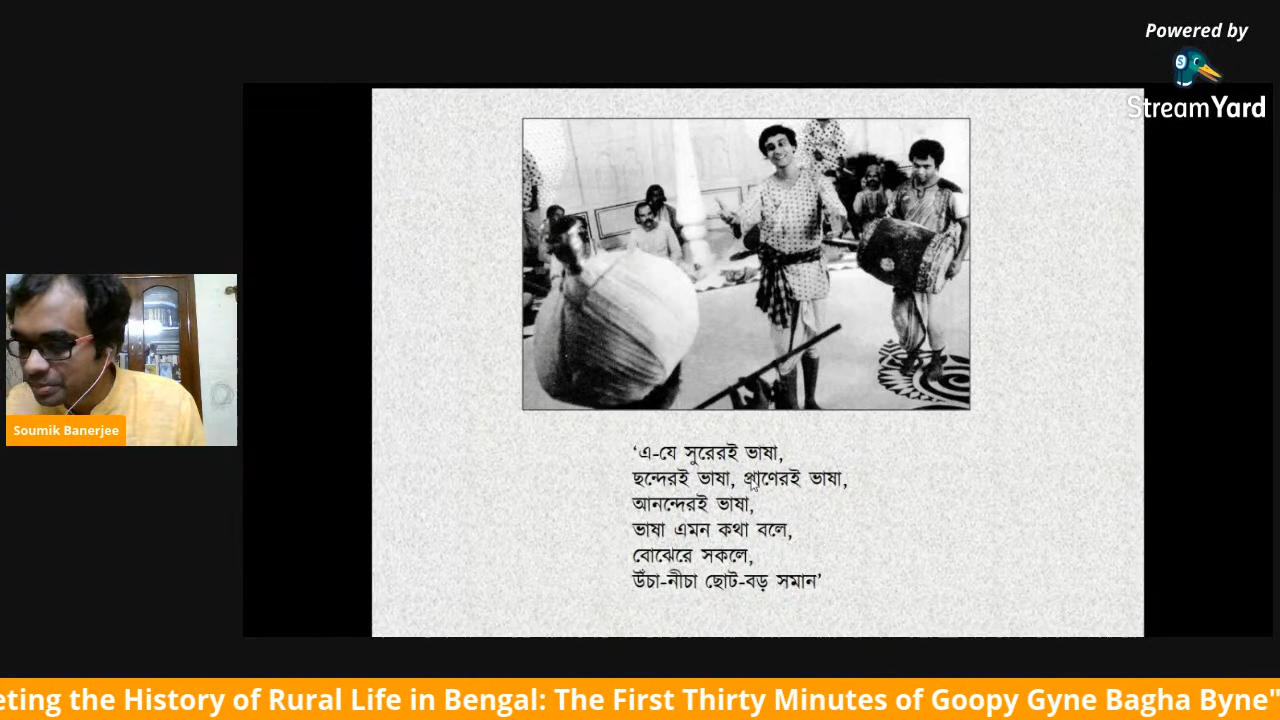 Powered by
StreamYard
Soumik Banerjee
‘এ-যে সুরেরই ভাষা,
ছন্দেরই ভাষা, প্রাণেরই ভাষা,
আনন্দেরই ভাষা,
ভাষা এমন কথা বলে,
বোঝেরে সকলে,
উঁচা-নীচা ছোট-বড় সমান’
eting the History of Rural Life in Bengal: The First Thirty Minutes of Goopy Gyne Bagha Byne"